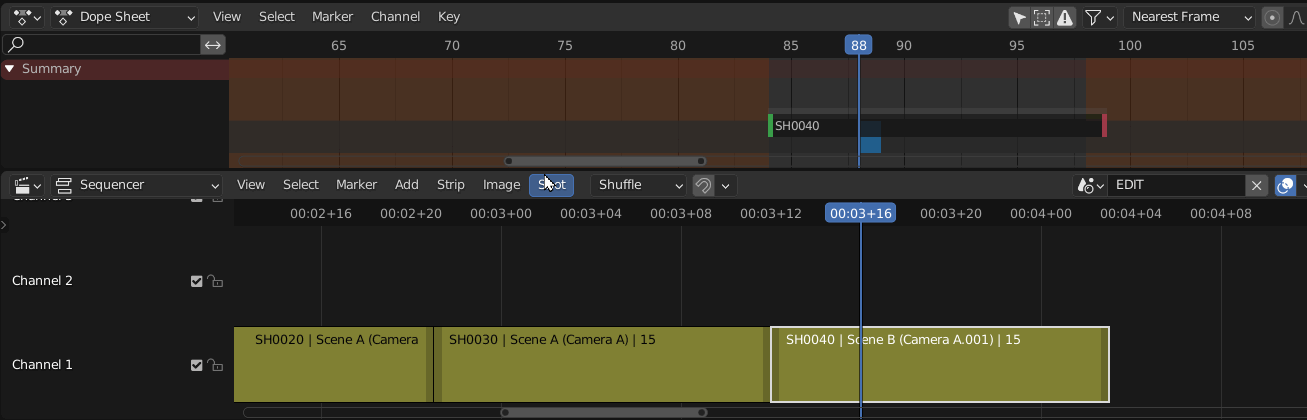 Dope Sheet View Select Marker Channel Key Nearest Frame
65 70 75 80 85 88 90 95 100 105
Summary
SH0040
Sequencer View Select Marker Add Strip Image Shot Shuffle EDIT
00:02+16 00:02+20 00:03+00 00:03+04 00:03+08 00:03+12 00:03+16 00:03+20 00:04+00 00:04+04 00:04+08
Channel 2
SH0020 | Scene A (Camera SH0030 | Scene A (Camera A) | 15 SH0040 | Scene B (Camera A.001) | 15
Channel 1